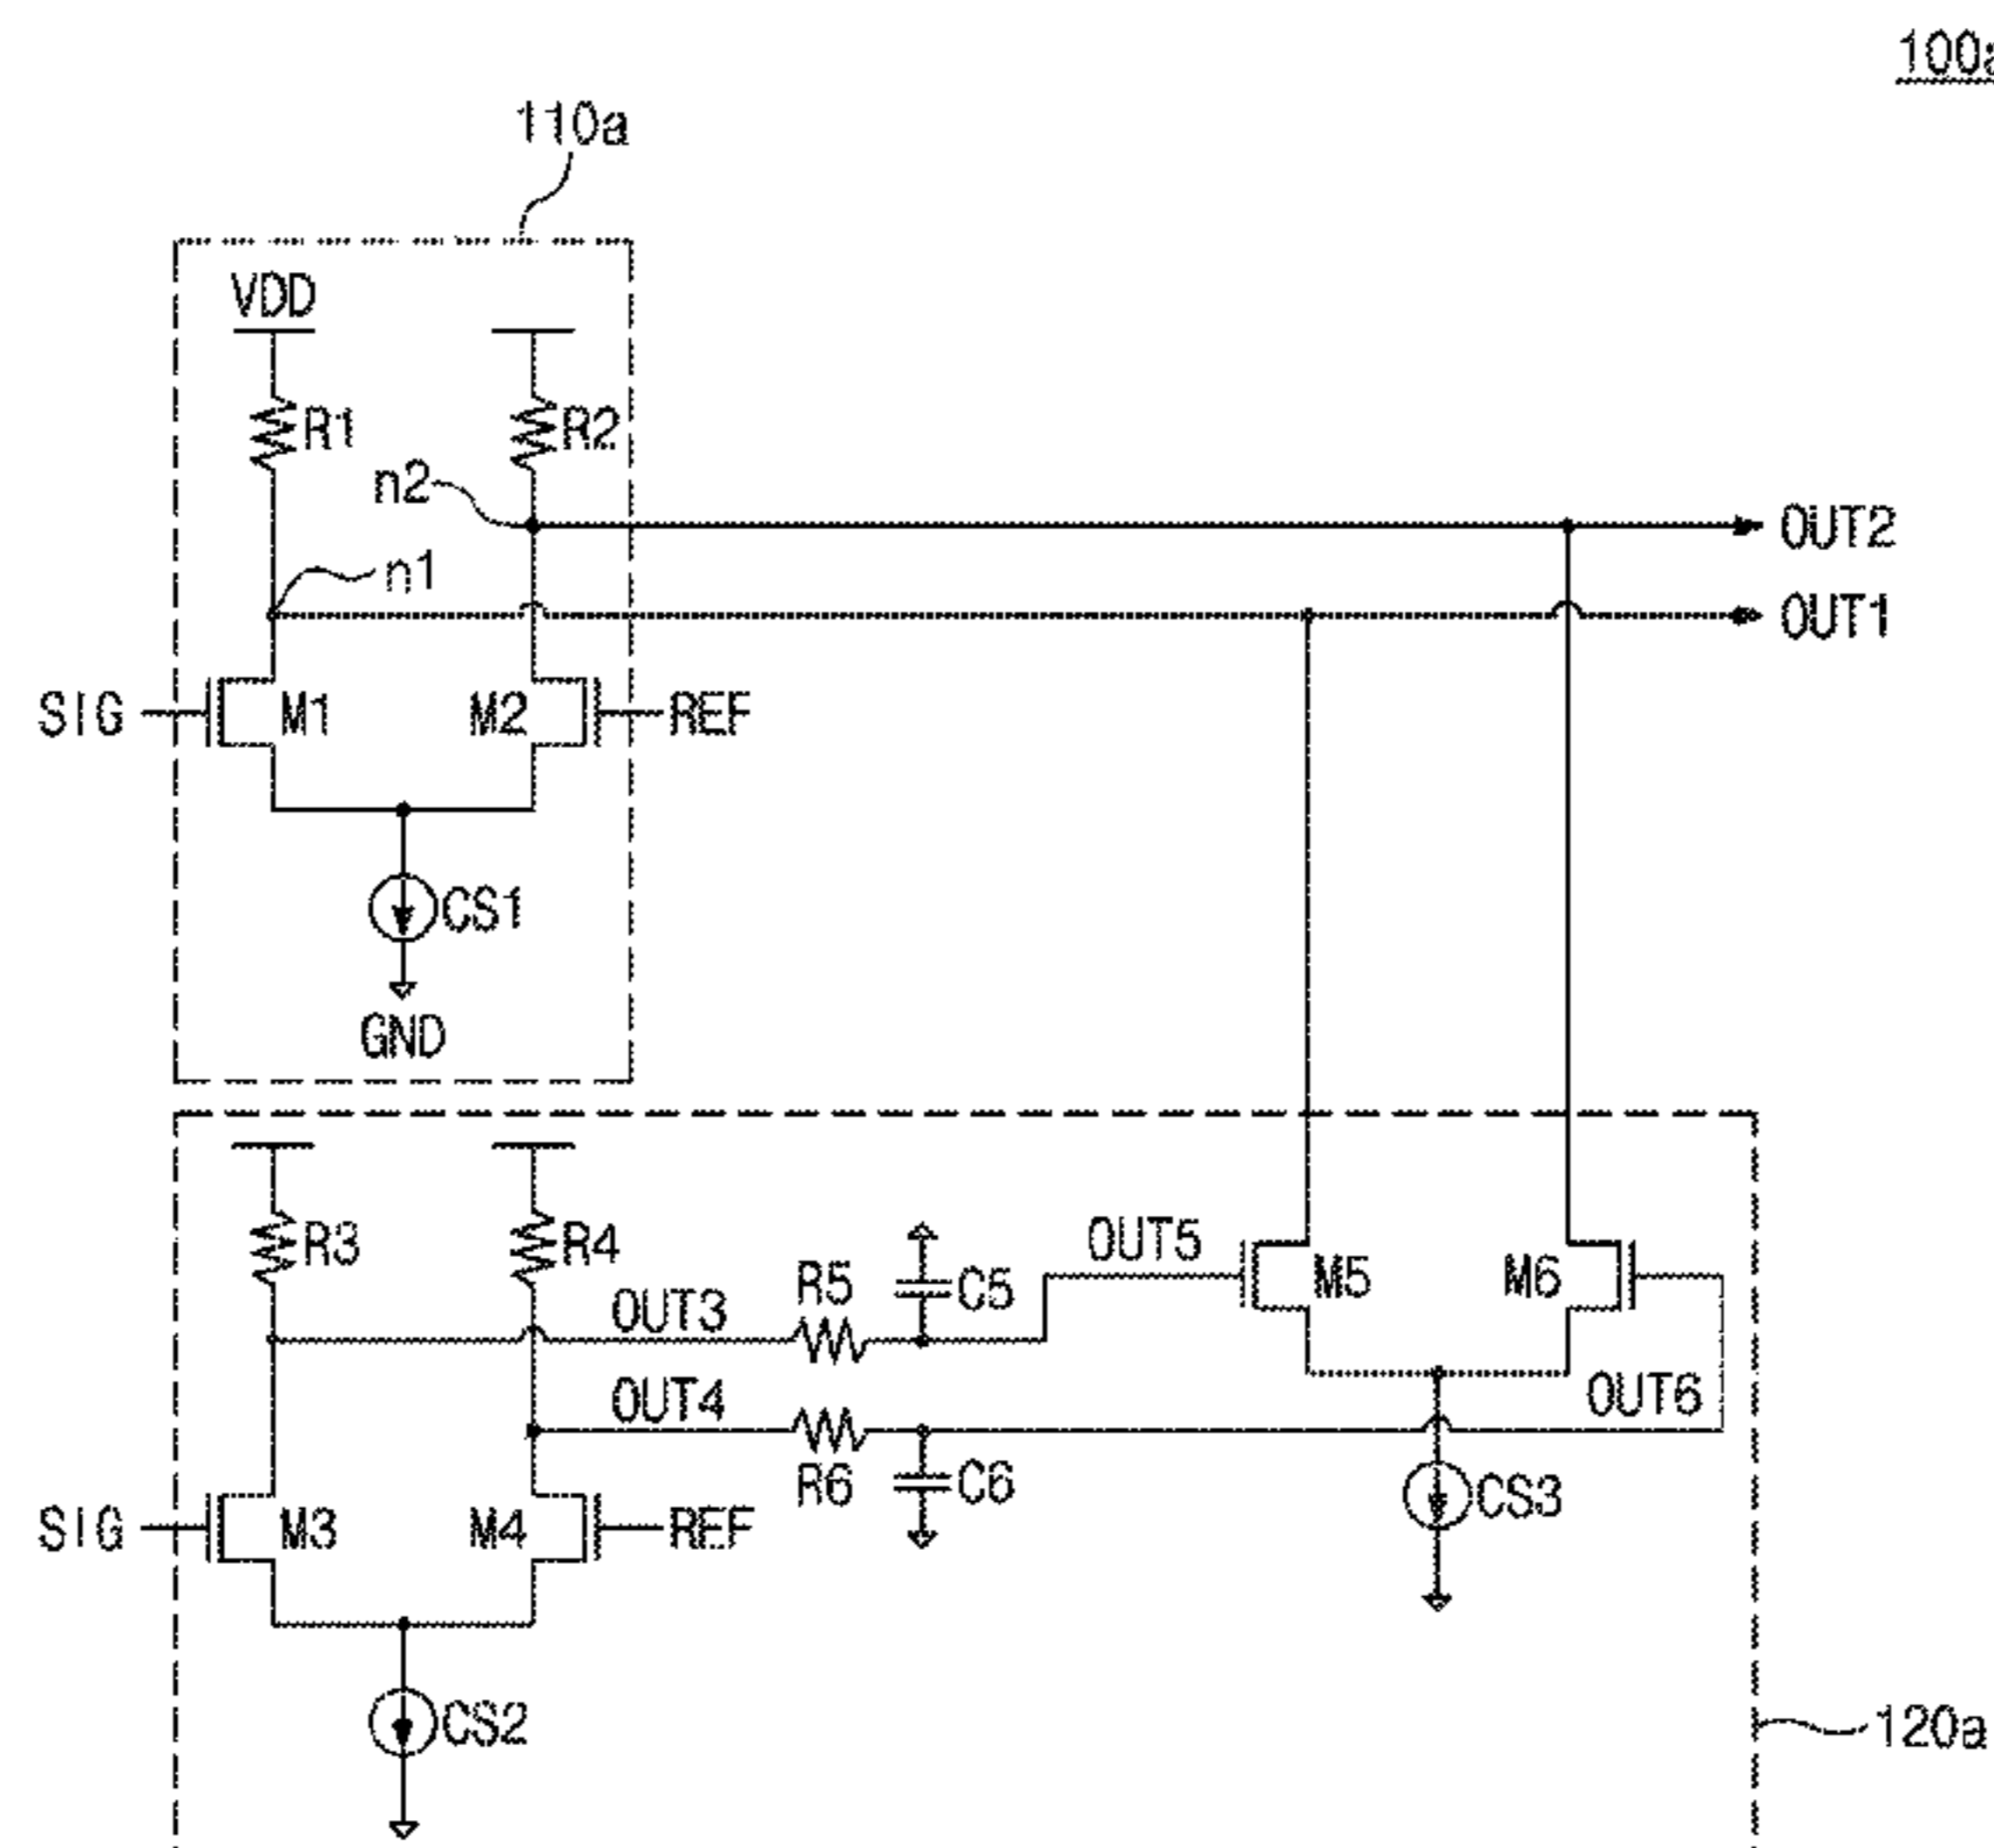 100a
110a
VDD
R1
R2
n2
OUT2
n1
OUT1
SIG
M1
M2
REF
CS1
GND
R3
R4
OUT3
R5
C5
OUT5
M5
M6
OUT4
R6
C6
OUT6
SIG
M3
M4
REF
CS3
CS2
120a